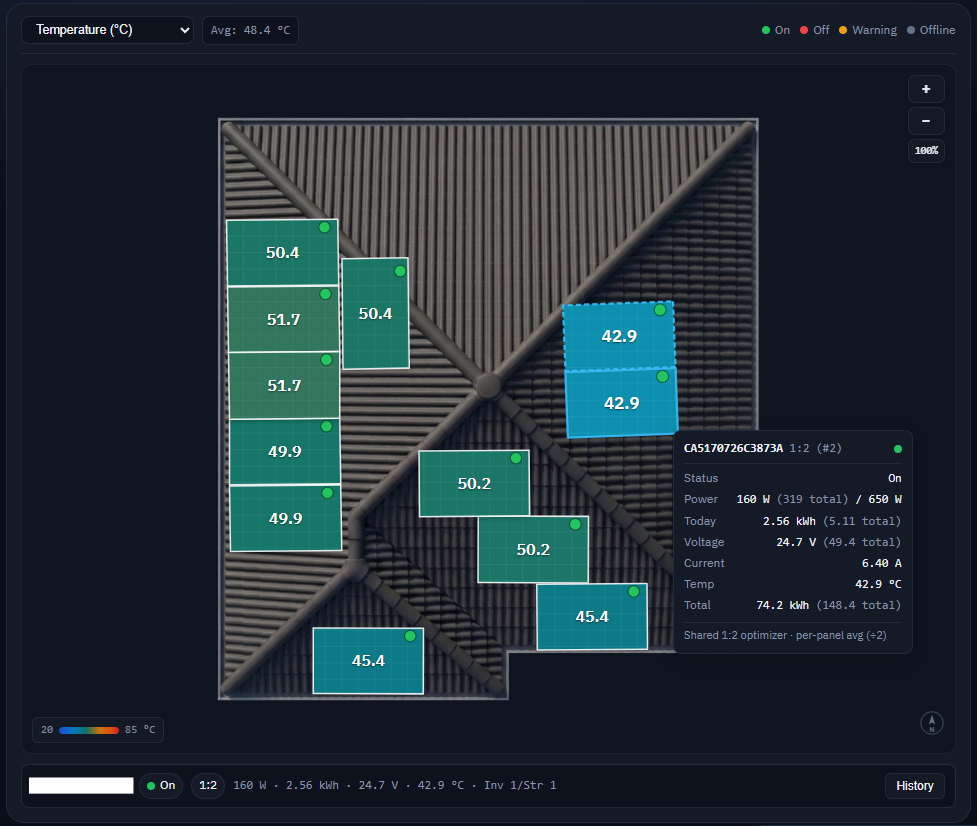 Temperature (°C)
Avg: 48.4 °C
On
Off
Warning
Offline
+
−
100%
50.4
51.7
50.4
42.9
51.7
42.9
49.9
50.2
49.9
50.2
45.4
45.4
CA5170726C3873A 1:2 (#2)
Status On
Power 160 W (319 total) / 650 W
Today 2.56 kWh (5.11 total)
Voltage 24.7 V (49.4 total)
Current 6.40 A
Temp 42.9 °C
Total 74.2 kWh (148.4 total)
Shared 1:2 optimizer · per-panel avg (÷2)
20 85 °C
N
On 1:2 160 W · 2.56 kWh · 24.7 V · 42.9 °C · Inv 1/Str 1
History